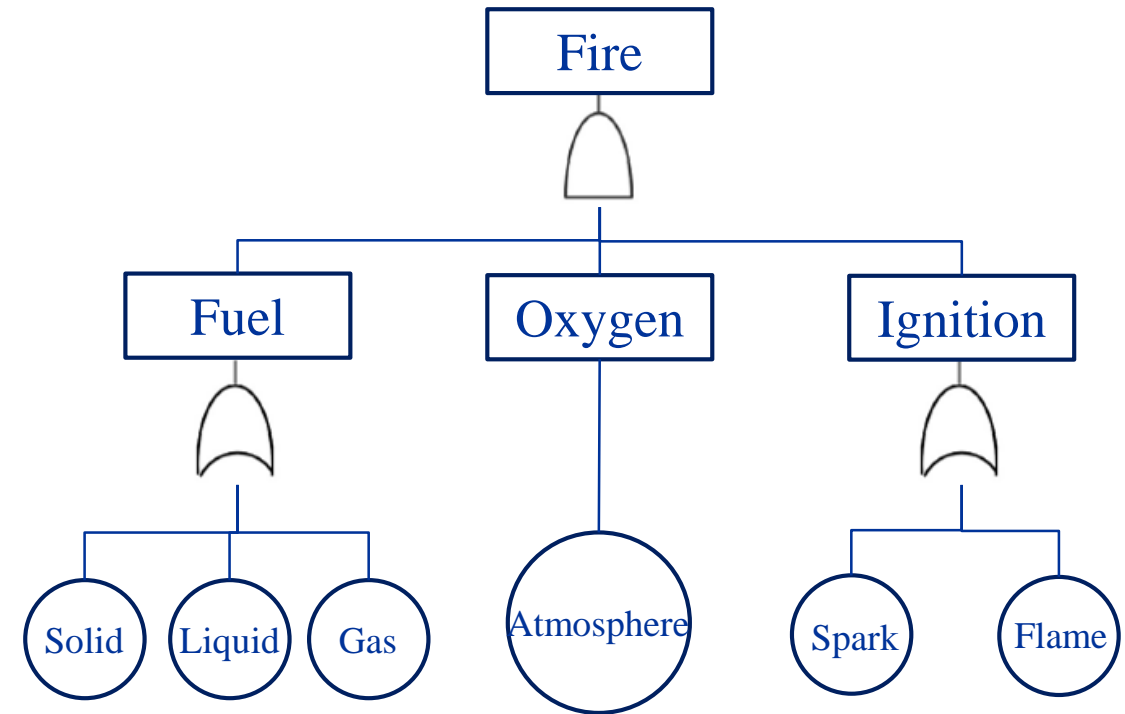 Fire
Fuel
Oxygen
Ignition
Solid
Liquid
Gas
Atmosphere
Spark
Flame